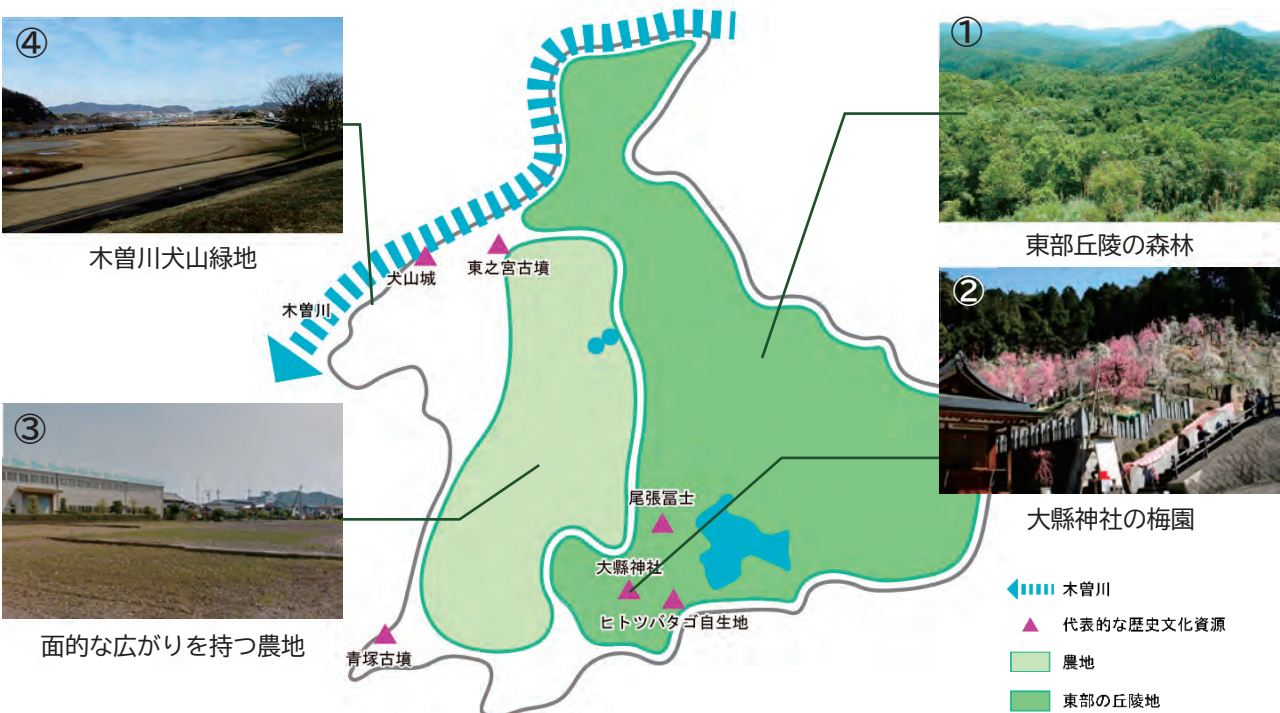 ④
木曽川犬山緑地
①
東部丘陵の森林
②
大縣神社の梅園
③
面的な広がりを持つ農地
木曽川
犬山城
東之宮古墳
尾張冨士
大縣神社
ヒトツバタゴ自生地
青塚古墳
木曽川
代表的な歴史文化資源
農地
東部の丘陵地